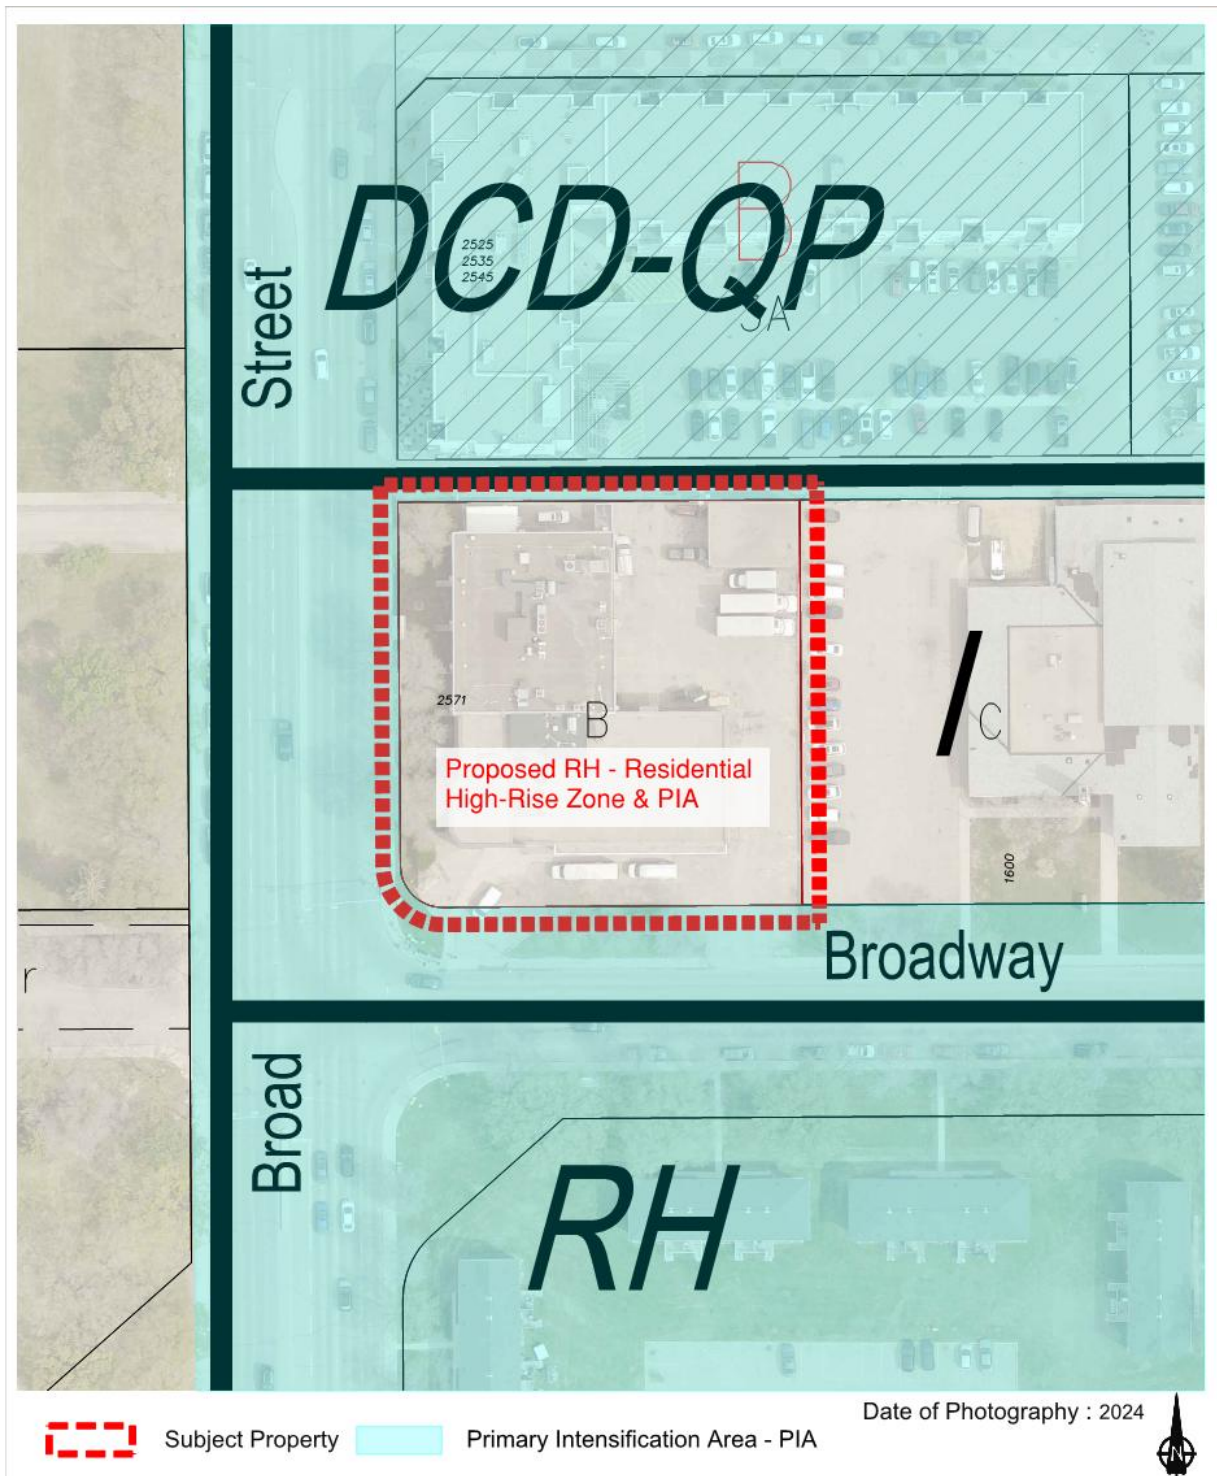 DCD-QP
B
5A
2525
2535
2545
Street
2571
B
Proposed RH - Residential
High-Rise Zone & PIA
I
C
1600
Broadway
r
Broad
RH
Date of Photography : 2024
Subject Property
Primary Intensification Area - PIA
N